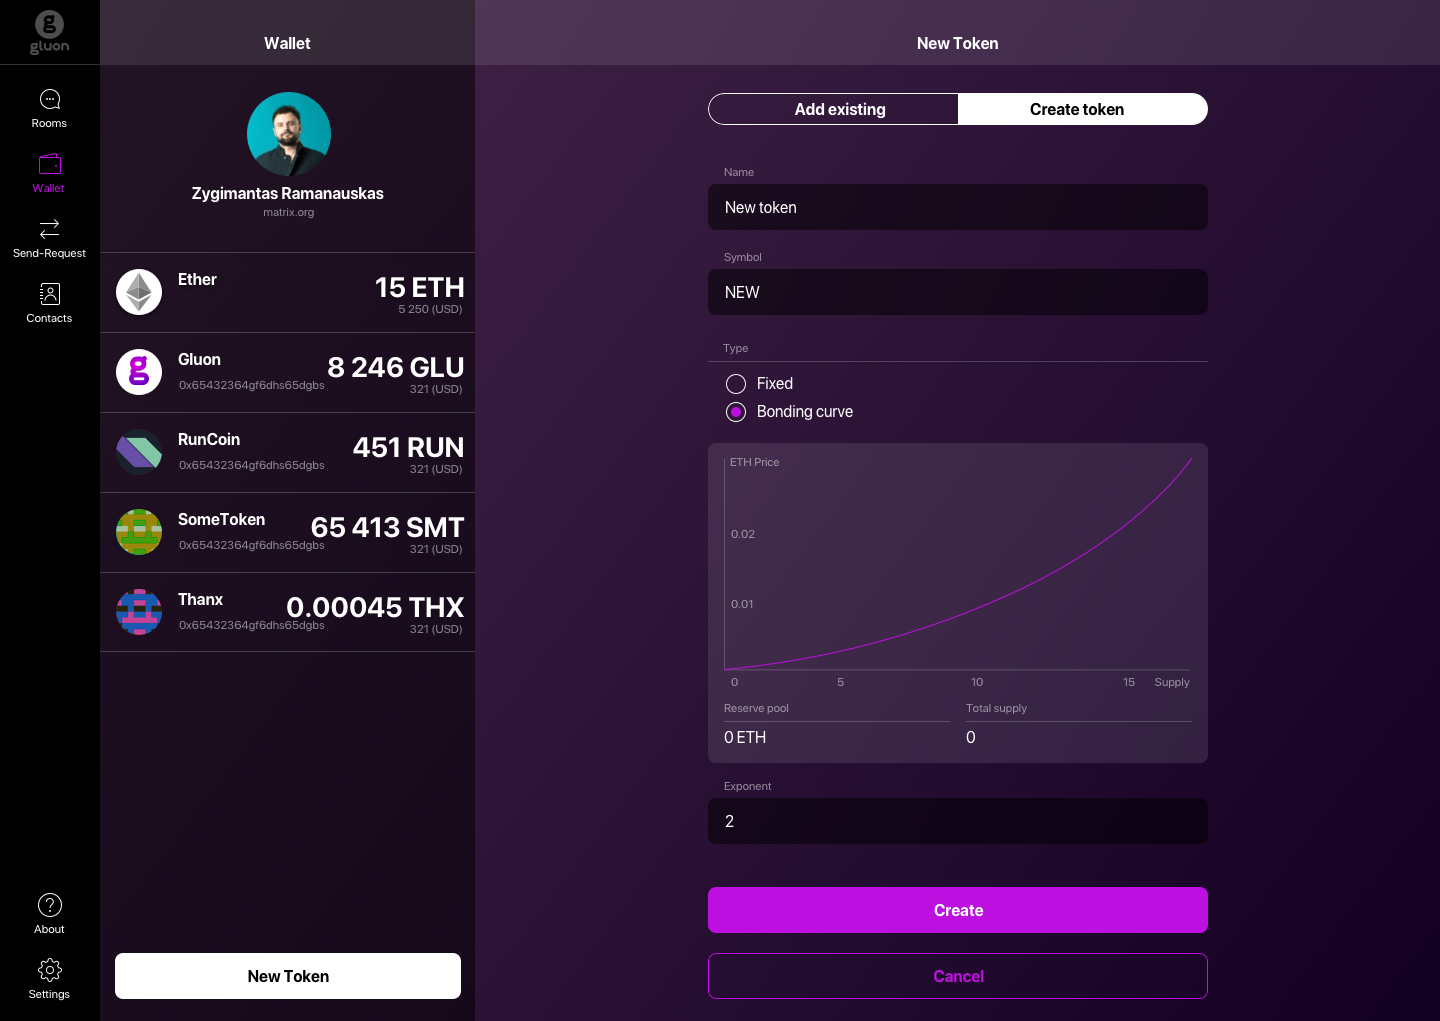 gluon
Rooms
Wallet
Send-Request
Contacts
About
Settings
Wallet
Zygimantas Ramanauskas
matrix.org
Ether
15 ETH
5 250 (USD)
Gluon
8 246 GLU
0x65432364gf6dhs65dgbs
321 (USD)
RunCoin
451 RUN
0x65432364gf6dhs65dgbs
321 (USD)
SomeToken
65 413 SMT
0x65432364gf6dhs65dgbs
321 (USD)
Thanx
0.00045 THX
0x65432364gf6dhs65dgbs
321 (USD)
New Token
New Token
Add existing
Create token
Name
New token
Symbol
NEW
Type
Fixed
Bonding curve
ETH Price
0.02
0.01
0 5 10 15 Supply
Reserve pool
0 ETH
Total supply
0
Exponent
2
Create
Cancel